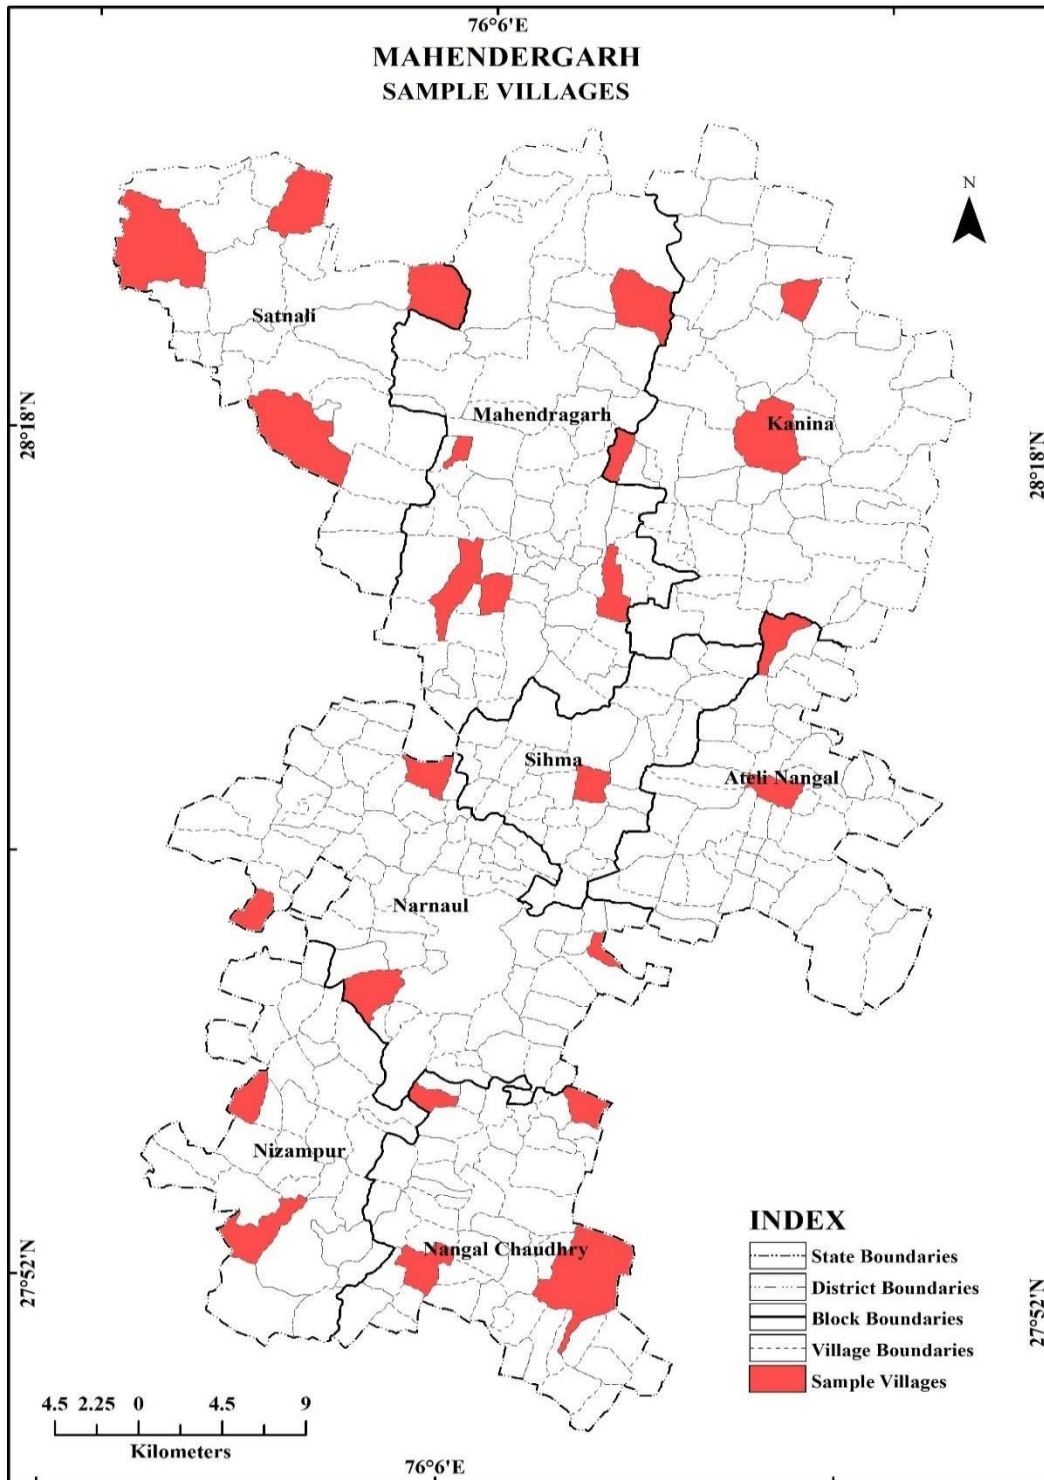 76°6'E
MAHENDERGARH
SAMPLE VILLAGES
N
Satnali
Mahendragarh
Kanina
28°18'N
28°18'N
Sihma
Ateli Nangal
Narnaul
Nizampur
Nangal Chaudhry
27°52'N
27°52'N
INDEX
State Boundaries
District Boundaries
Block Boundaries
Village Boundaries
Sample Villages
4.5 2.25 0 4.5 9
Kilometers
76°6'E